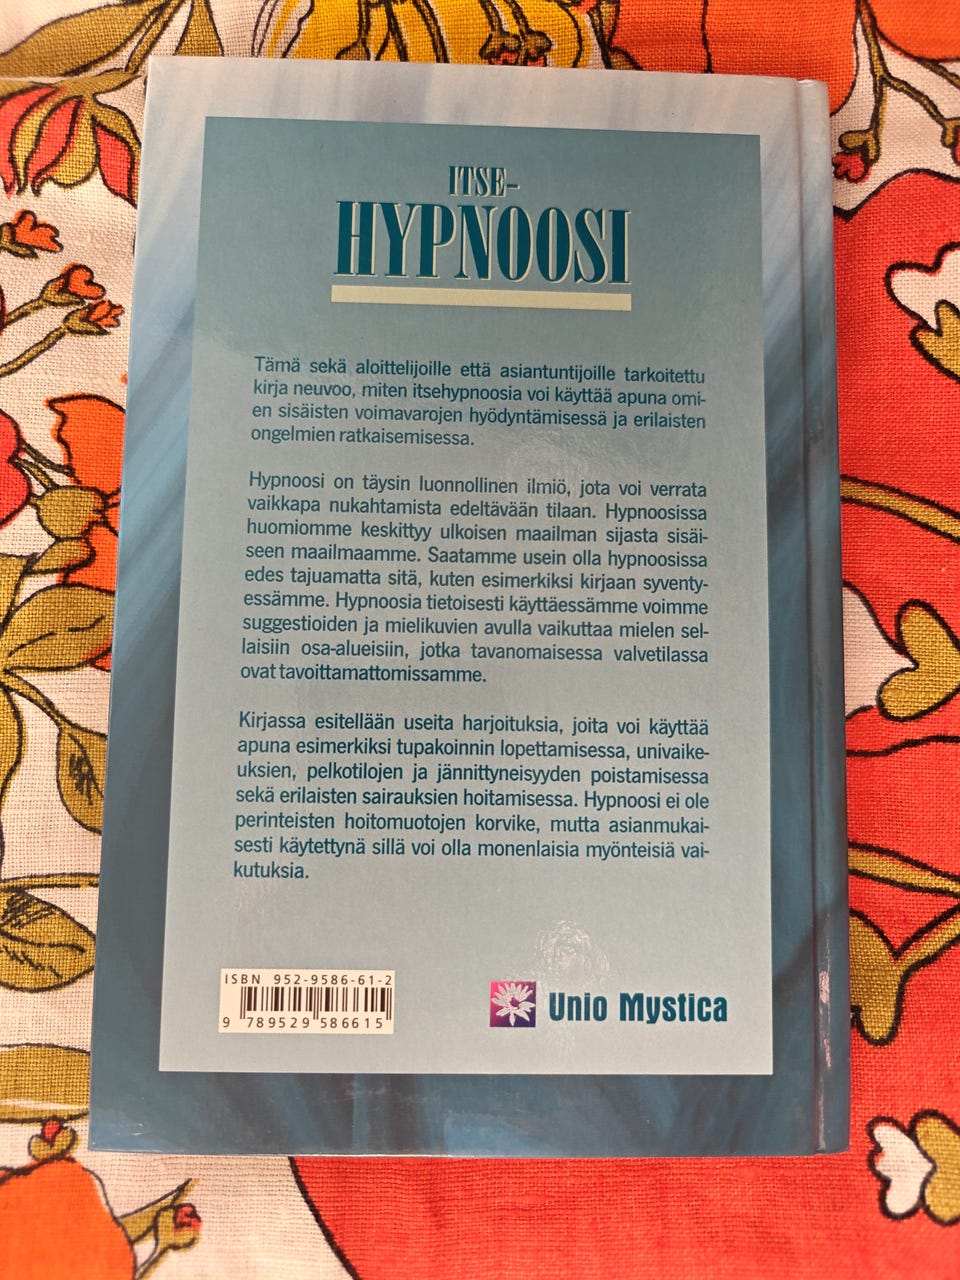 ITSE-
HYPNOOSI
Tämä sekä aloittelijoille että asiantuntijoille tarkoitettu
kirja neuvoo, miten itsehypnoosia voi käyttää apuna omi-
en sisäisten voimavarojen hyödyntämisessä ja erilaisten
ongelmien ratkaisemisessa.
Hypnoosi on täysin luonnollinen ilmiö, jota voi verrata
vaikkapa nukahtamista edeltävään tilaan. Hypnoosissa
huomiomme keskittyy ulkoisen maailman sijasta sisäi-
seen maailmaamme. Saatamme usein olla hypnoosissa
edes tajuamatta sitä, kuten esimerkiksi kirjaan syventy-
essämme. Hypnoosia tietoisesti käyttäessämme voimme
suggestioiden ja mielikuvien avulla vaikuttaa mielen sel-
laisiin osa-alueisiin, jotka tavanomaisessa valvetilassa
ovat tavoittamattomissamme.
Kirjassa esitellään useita harjoituksia, joita voi käyttää
apuna esimerkiksi tupakoinnin lopettamisessa, univaike-
uksien, pelkotilojen ja jännittyneisyyden poistamisessa
sekä erilaisten sairauksien hoitamisessa. Hypnoosi ei ole
perinteisten hoitomuotojen korvike, mutta asianmukai-
sesti käytettynä sillä voi olla monenlaisia myönteisiä vai-
kutuksia.
ISBN 952-9586-61-2
9 789529 586615
Unio Mystica